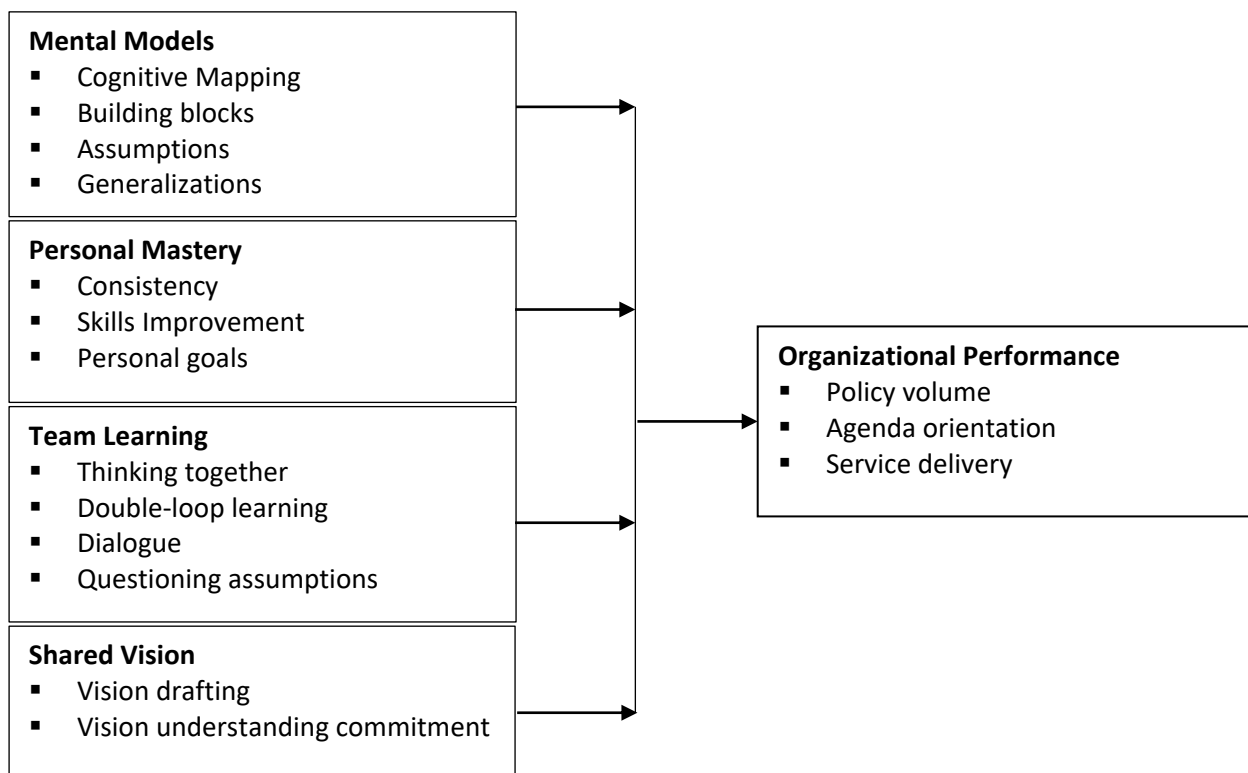 Mental Models
▪ Cognitive Mapping
▪ Building blocks
▪ Assumptions
▪ Generalizations
Personal Mastery
▪ Consistency
▪ Skills Improvement
▪ Personal goals
Team Learning
▪ Thinking together
▪ Double-loop learning
▪ Dialogue
▪ Questioning assumptions
Shared Vision
▪ Vision drafting
▪ Vision understanding commitment
Organizational Performance
▪ Policy volume
▪ Agenda orientation
▪ Service delivery